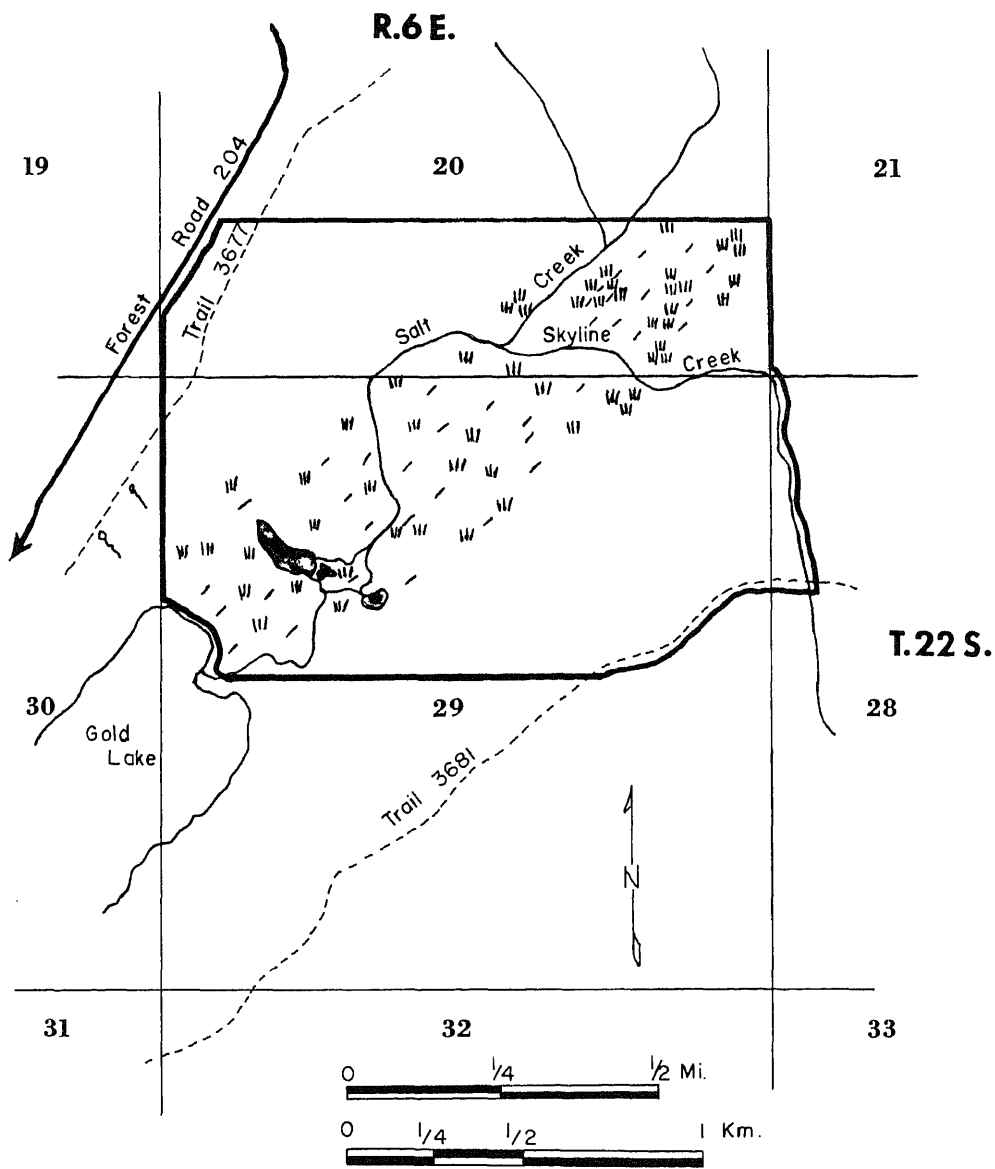 R.6 E.
19
20
21
Forest Road 204
Trail 3677
Salt Creek
Skyline Creek
T.22 S.
30
29
28
Gold
Lake
Trail 3681
N
31
32
33
0 1/4 1/2 Mi.
0 1/4 1/2 1 Km.